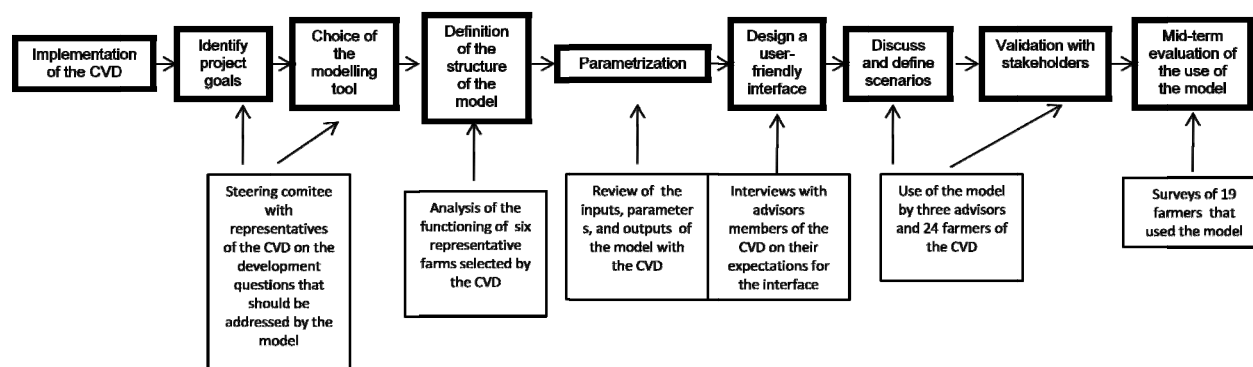 Implementation
of the CVD
Identify
project
goals
Choice of
the
modelling
tool
Definition
of the
structure
of the
model
Parametrization
Design a
user-
friendly
interface
Discuss
and define
scenarios
Validation with
stakeholders
Mid-term
evaluation of
the use of
the model
Steering comitee
with
representatives
of the CVD on the
development
questions that
should be
addressed by the
model
Analysis of the
functioning of six
representative
farms selected by
the CVD
Review of the
inputs, parameter
s, and outputs of
the model with
the CVD
Interviews with
advisors
members of the
CVD on their
expectations for
the interface
Use of the model
by three advisors
and 24 farmers of
the CVD
Surveys of 19
farmers that
used the model